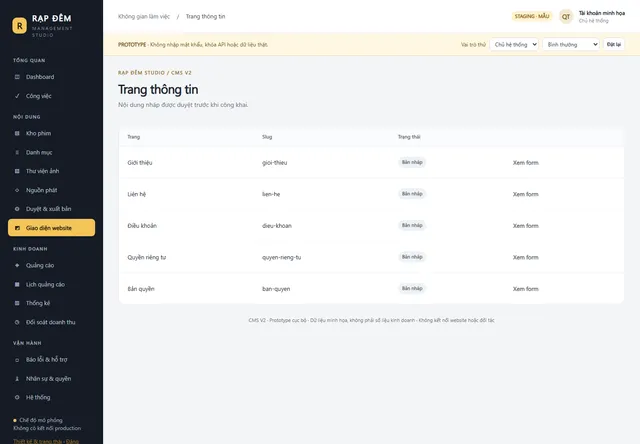 R
RẠP ĐÊM
MANAGEMENT
STUDIO
TỔNG QUAN
Dashboard
Công việc
NỘI DUNG
Kho phim
Danh mục
Thư viện ảnh
Nguồn phát
Duyệt & xuất bản
Giao diện website
KINH DOANH
Quảng cáo
Lịch quảng cáo
Thống kê
Đối soát doanh thu
VẬN HÀNH
Báo lỗi & hỗ trợ
Nhân sự & quyền
Hệ thống
Chế độ mô phỏng
Không có kết nối production
Thiết kế & trạng thái · Đăng
Không gian làm việc / Trang thông tin
STAGING · MẪU
QT
Tài khoản minh họa
Chủ hệ thống
PROTOTYPE · Không nhập mật khẩu, khóa API hoặc dữ liệu thật.
Vai trò thử
Chủ hệ thống
Bình thường
Đặt lại
RẠP ĐÊM STUDIO / CMS V2
Trang thông tin
Nội dung nháp được duyệt trước khi công khai.
Trang Slug Trạng thái
Giới thiệu gioi-thieu Bản nháp Xem form
Liên hệ lien-he Bản nháp Xem form
Điều khoản dieu-khoan Bản nháp Xem form
Quyền riêng tư quyen-rieng-tu Bản nháp Xem form
Bản quyền ban-quyen Bản nháp Xem form
CMS V2 · Prototype cục bộ · Dữ liệu minh họa, không phải số liệu kinh doanh · Không kết nối website hoặc đối tác